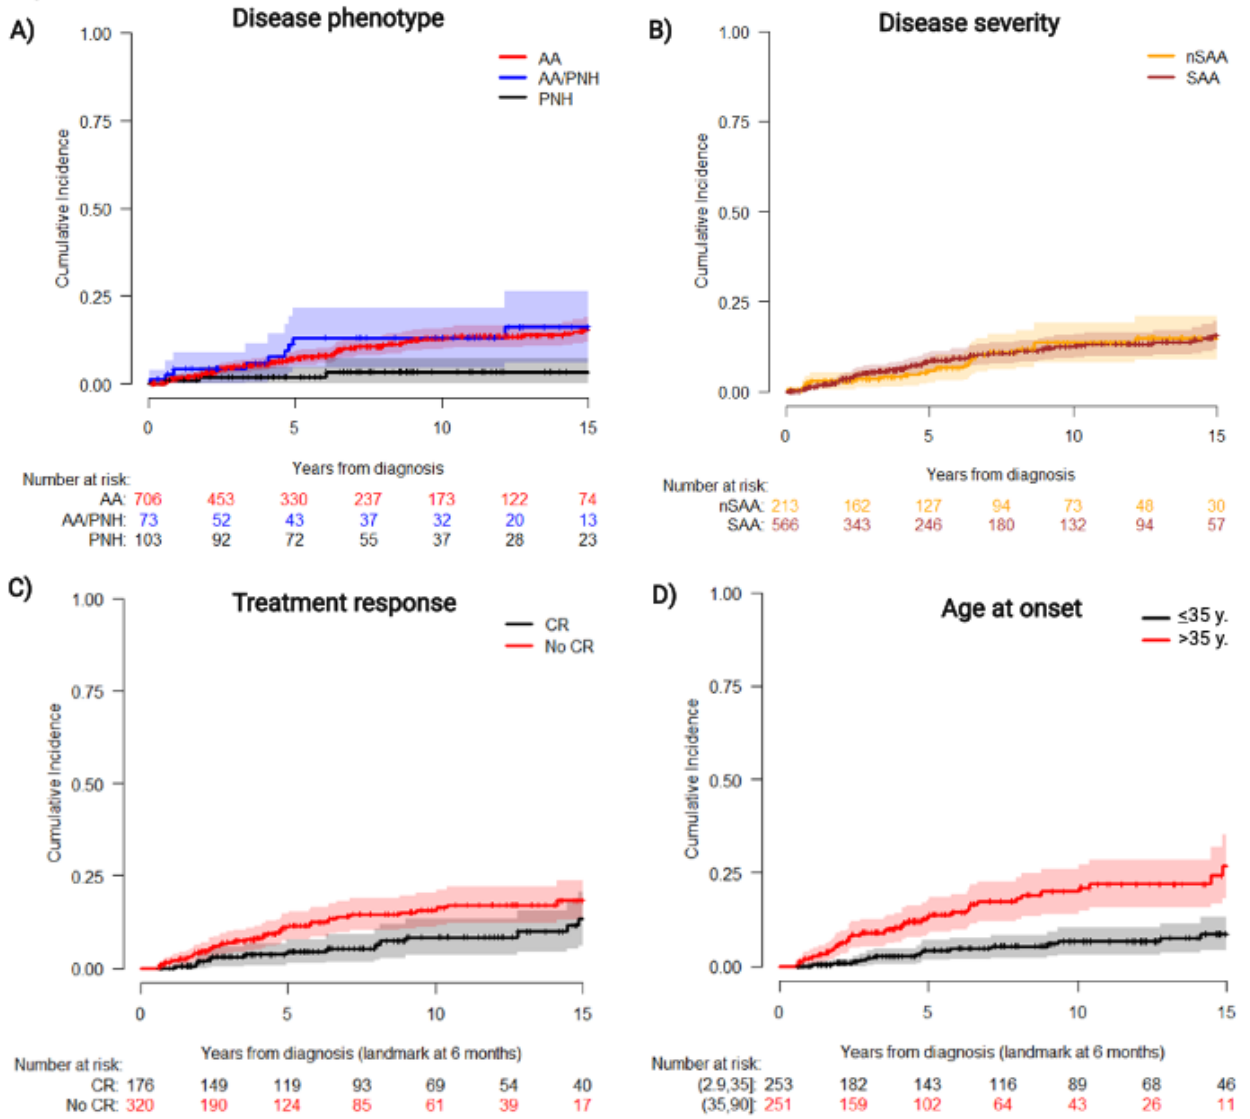 A)
Disease phenotype
1.00
0.75
0.50
0.25
0.00
Cumulative Incidence
AA
AA/PNH
PNH
0 5 10 15
Years from diagnosis
Number at risk:
AA: 706 453 330 237 173 122 74
AA/PNH: 73 52 43 37 32 20 13
PNH: 103 92 72 55 37 28 23
B)
Disease severity
1.00
0.75
0.50
0.25
0.00
Cumulative Incidence
nSAA
SAA
0 5 10 15
Years from diagnosis
Number at risk:
nSAA: 213 162 127 94 73 48 30
SAA: 566 343 246 180 132 94 57
C)
Treatment response
1.00
0.75
0.50
0.25
0.00
Cumulative Incidence
CR
No CR
0 5 10 15
Years from diagnosis (landmark at 6 months)
Number at risk:
CR: 176 149 119 93 69 54 40
No CR: 320 190 124 85 61 39 17
D)
Age at onset
1.00
0.75
0.50
0.25
0.00
Cumulative Incidence
≤35 y.
>35 y.
0 5 10 15
Years from diagnosis (landmark at 6 months)
Number at risk:
(2.9,35]: 253 182 143 116 89 68 46
(35,90]: 251 159 102 64 43 26 11